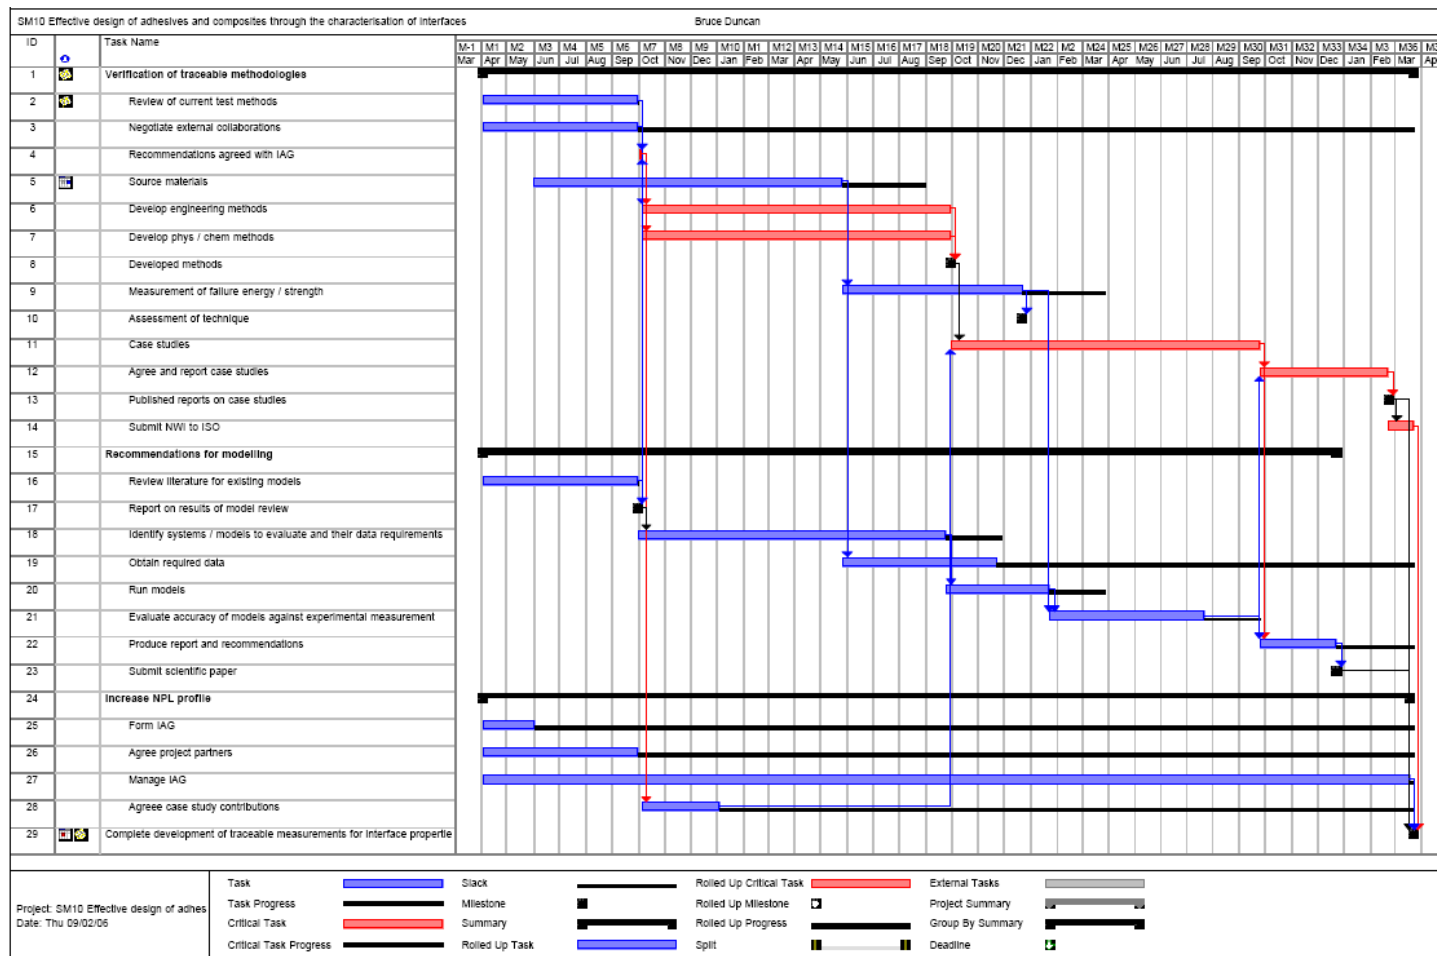 SM10 Effective design of adhesives and composites through the characterisation of interfaces Bruce Duncan
ID Task Name
M-1 M1 M2 M3 M4 M5 M6 M7 M8 M9 M10 M1 M12 M13 M14 M15 M16 M17 M18 M19 M20 M21 M22 M2 M24 M25 M26 M27 M28 M29 M30 M31 M32 M33 M34 M3 M36 M3
Mar Apr May Jun Jul Aug Sep Oct Nov Dec Jan Feb Mar Apr May Jun Jul Aug Sep Oct Nov Dec Jan Feb Mar Apr May Jun Jul Aug Sep Oct Nov Dec Jan Feb Mar Ap
1 Verification of traceable methodologies
2 Review of current test methods
3 Negotiate external collaborations
4 Recommendations agreed with IAG
5 Source materials
6 Develop engineering methods
7 Develop phys / chem methods
8 Developed methods
9 Measurement of failure energy / strength
10 Assessment of technique
11 Case studies
12 Agree and report case studies
13 Published reports on case studies
14 Submit NWI to ISO
15 Recommendations for modelling
16 Review literature for existing models
17 Report on results of model review
18 Identify systems / models to evaluate and their data requirements
19 Obtain required data
20 Run models
21 Evaluate accuracy of models against experimental measurement
22 Produce report and recommendations
23 Submit scientific paper
24 Increase NPL profile
25 Form IAG
26 Agree project partners
27 Manage IAG
28 Agreee case study contributions
29 Complete development of traceable measurements for interface propertie
Project: SM10 Effective design of adhes
Date: Thu 09/02/06
Task Slack Rolled Up Critical Task External Tasks
Task Progress Milestone Rolled Up Milestone Project Summary
Critical Task Summary Rolled Up Progress Group By Summary
Critical Task Progress Rolled Up Task Split Deadline